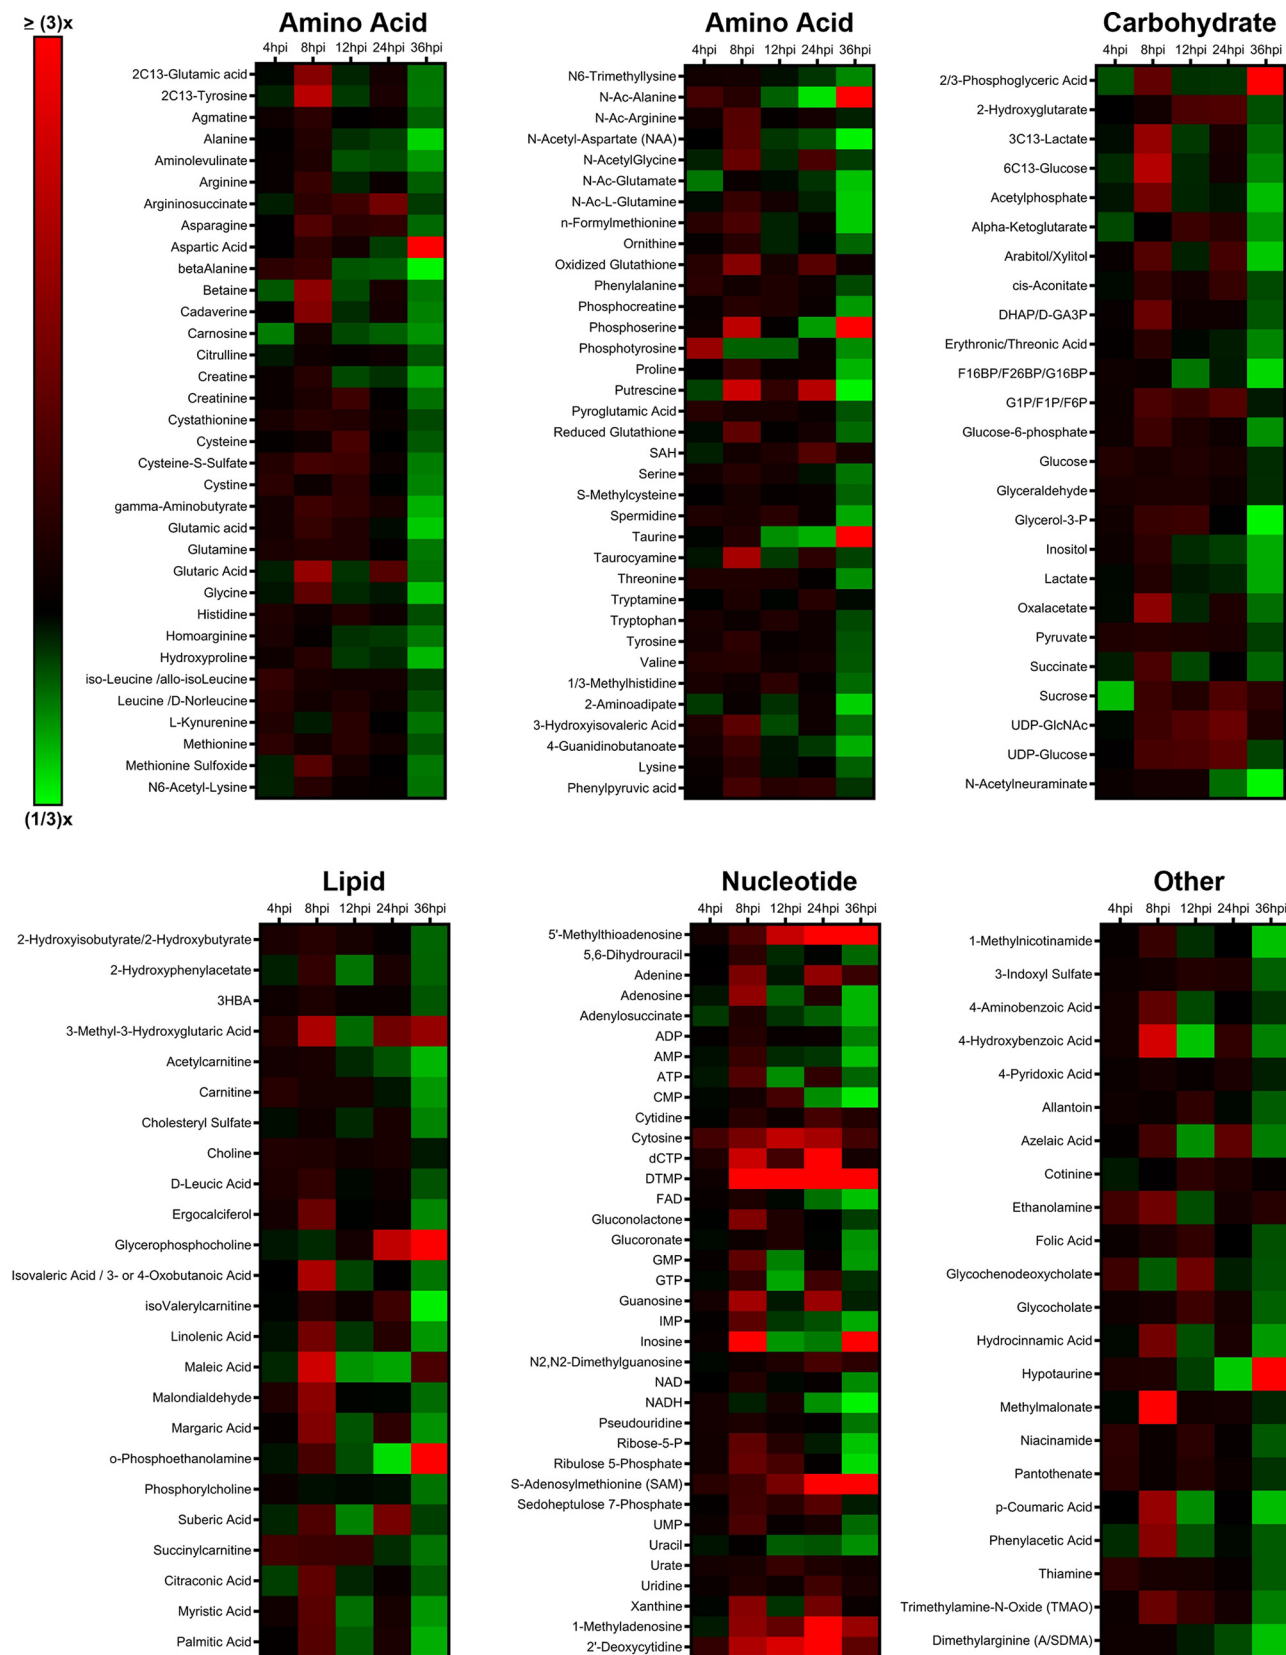 ≥ (3)x
(1/3)x
Amino Acid
4hpi 8hpi 12hpi 24hpi 36hpi
2C13-Glutamic acid
2C13-Tyrosine
Agmatine
Alanine
Aminolevulinate
Arginine
Argininosuccinate
Asparagine
Aspartic Acid
betaAlanine
Betaine
Cadaverine
Carnosine
Citrulline
Creatine
Creatinine
Cystathionine
Cysteine
Cysteine-S-Sulfate
Cystine
gamma-Aminobutyrate
Glutamic acid
Glutamine
Glutaric Acid
Glycine
Histidine
Homoarginine
Hydroxyproline
iso-Leucine /allo-isoLeucine
Leucine /D-Norleucine
L-Kynurenine
Methionine
Methionine Sulfoxide
N6-Acetyl-Lysine
Amino Acid
4hpi 8hpi 12hpi 24hpi 36hpi
N6-Trimethyllysine
N-Ac-Alanine
N-Ac-Arginine
N-Acetyl-Aspartate (NAA)
N-AcetylGlycine
N-Ac-Glutamate
N-Ac-L-Glutamine
n-Formylmethionine
Ornithine
Oxidized Glutathione
Phenylalanine
Phosphocreatine
Phosphoserine
Phosphotyrosine
Proline
Putrescine
Pyroglutamic Acid
Reduced Glutathione
SAH
Serine
S-Methylcysteine
Spermidine
Taurine
Taurocyamine
Threonine
Tryptamine
Tryptophan
Tyrosine
Valine
1/3-Methylhistidine
2-Aminoadipate
3-Hydroxyisovaleric Acid
4-Guanidinobutanoate
Lysine
Phenylpyruvic acid
Carbohydrate
4hpi 8hpi 12hpi 24hpi 36hpi
2/3-Phosphoglyceric Acid
2-Hydroxyglutarate
3C13-Lactate
6C13-Glucose
Acetylphosphate
Alpha-Ketoglutarate
Arabitol/Xylitol
cis-Aconitate
DHAP/D-GA3P
Erythronic/Threonic Acid
F16BP/F26BP/G16BP
G1P/F1P/F6P
Glucose-6-phosphate
Glucose
Glyceraldehyde
Glycerol-3-P
Inositol
Lactate
Oxalacetate
Pyruvate
Succinate
Sucrose
UDP-GlcNAc
UDP-Glucose
N-Acetylneuraminate
Lipid
4hpi 8hpi 12hpi 24hpi 36hpi
2-Hydroxyisobutyrate/2-Hydroxybutyrate
2-Hydroxyphenylacetate
3HBA
3-Methyl-3-Hydroxyglutaric Acid
Acetylcarnitine
Carnitine
Cholesteryl Sulfate
Choline
D-Leucic Acid
Ergocalciferol
Glycerophosphocholine
Isovaleric Acid / 3- or 4-Oxobutanoic Acid
isoValerylcarnitine
Linolenic Acid
Maleic Acid
Malondialdehyde
Margaric Acid
o-Phosphoethanolamine
Phosphorylcholine
Suberic Acid
Succinylcarnitine
Citraconic Acid
Myristic Acid
Palmitic Acid
Nucleotide
4hpi 8hpi 12hpi 24hpi 36hpi
5'-Methylthioadenosine
5,6-Dihydrouracil
Adenine
Adenosine
Adenylosuccinate
ADP
AMP
ATP
CMP
Cytidine
Cytosine
dCTP
DTMP
FAD
Gluconolactone
Glucoronate
GMP
GTP
Guanosine
IMP
Inosine
N2,N2-Dimethylguanosine
NAD
NADH
Pseudouridine
Ribose-5-P
Ribulose 5-Phosphate
S-Adenosylmethionine (SAM)
Sedoheptulose 7-Phosphate
UMP
Uracil
Urate
Uridine
Xanthine
1-Methyladenosine
2'-Deoxycytidine
Other
4hpi 8hpi 12hpi 24hpi 36hpi
1-Methylnicotinamide
3-Indoxyl Sulfate
4-Aminobenzoic Acid
4-Hydroxybenzoic Acid
4-Pyridoxic Acid
Allantoin
Azelaic Acid
Cotinine
Ethanolamine
Folic Acid
Glycochenodeoxycholate
Glycocholate
Hydrocinnamic Acid
Hypotaurine
Methylmalonate
Niacinamide
Pantothenate
p-Coumaric Acid
Phenylacetic Acid
Thiamine
Trimethylamine-N-Oxide (TMAO)
Dimethylarginine (A/SDMA)